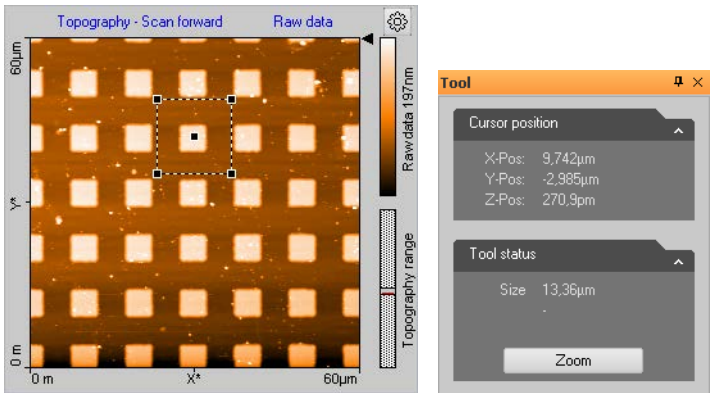 Topography - Scan forward Raw data
60µm
Y*
0 m
0 m
X*
60µm
Raw data 197nm
Topography range
Tool
Cursor position
X-Pos: 9,742µm
Y-Pos: -2,985µm
Z-Pos: 270,9pm
Tool status
Size 13,36µm
-
Zoom